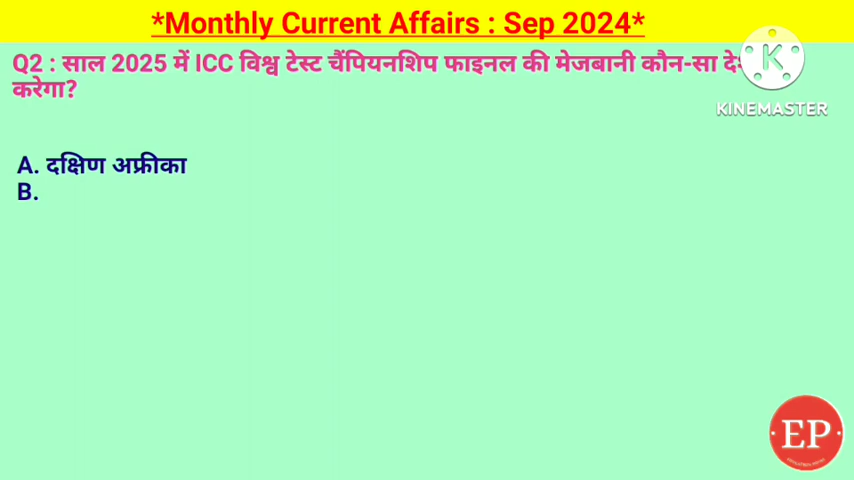 *Monthly Current Affairs : Sep 2024*
Q2 : साल 2025 में ICC विश्व टेस्ट चैंपियनशिप फाइनल की मेजबानी कौन-सा
करेगा?
KINEMASTER
A. दक्षिण अफ्रीका
B.
EP